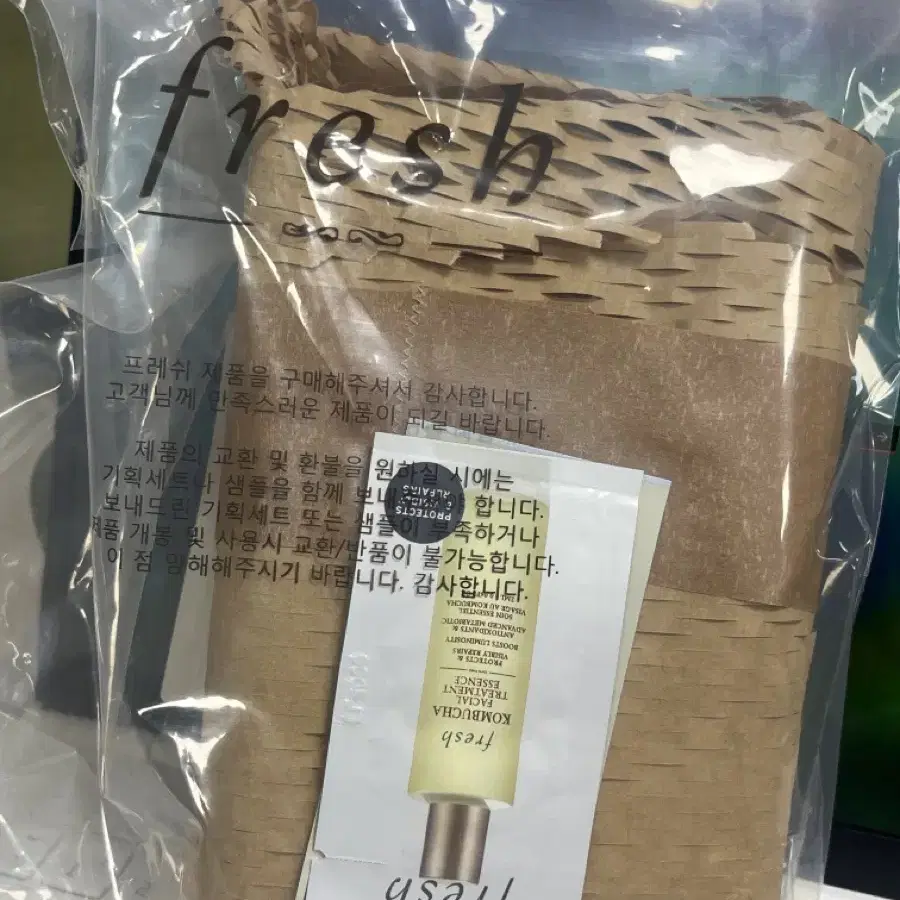 fresh
프레쉬 제품을 구매해주셔서 감사합니다.
고객님께 만족스러운 제품이 되길 바랍니다.
제품의 교환 및 환불을 원하실 시에는
기획세트나 샘플을 함께 보내 합니다.
보내드린 기획세트 또는 샘플이 부족하거나
제품 개봉 및 사용시 교환/반품이 불가능합니다.
이 점 양해해주시기 바랍니다. 감사합니다.
fresh
fresh
KOMBUCHA
FACIAL
TREATMENT
ESSENCE
PROTECTS &
VISIBLY REPAIRS
BOOSTS LUMINOSITY
ANTIOXIDANTS &
ADVANCED METABIOTIC
SOIN ESSENTIEL
VISAGE AU KOMBUCHA
PROTECTS
& VISIBLY
REPAIRS